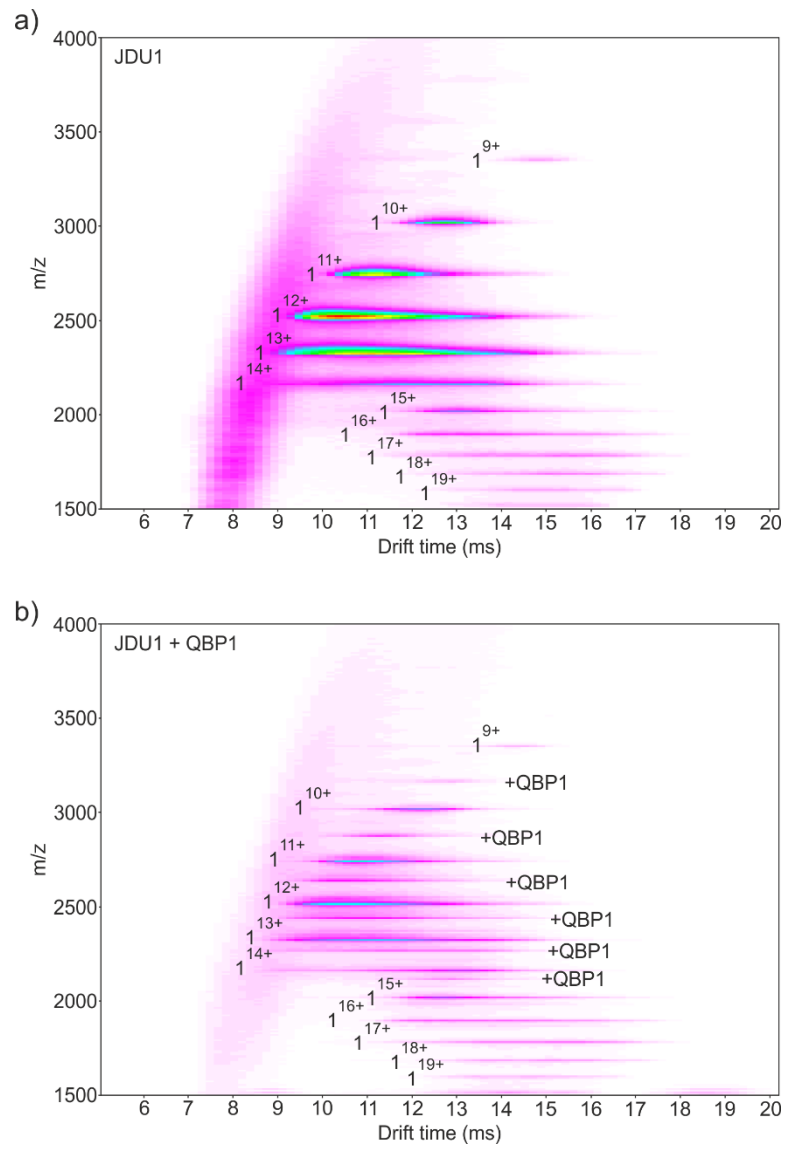 a)
JDU1
4000
3500
3000
2500
2000
1500
m/z
1 9+
1 10+
1 11+
1 12+
1 13+
1 14+
1 15+
1 16+
1 17+
1 18+
1 19+
6 7 8 9 10 11 12 13 14 15 16 17 18 19 20
Drift time (ms)
b)
JDU1 + QBP1
4000
3500
3000
2500
2000
1500
m/z
1 9+
+QBP1
1 10+
+QBP1
1 11+
+QBP1
1 12+
+QBP1
1 13+
+QBP1
1 14+
+QBP1
1 15+
1 16+
1 17+
1 18+
1 19+
6 7 8 9 10 11 12 13 14 15 16 17 18 19 20
Drift time (ms)